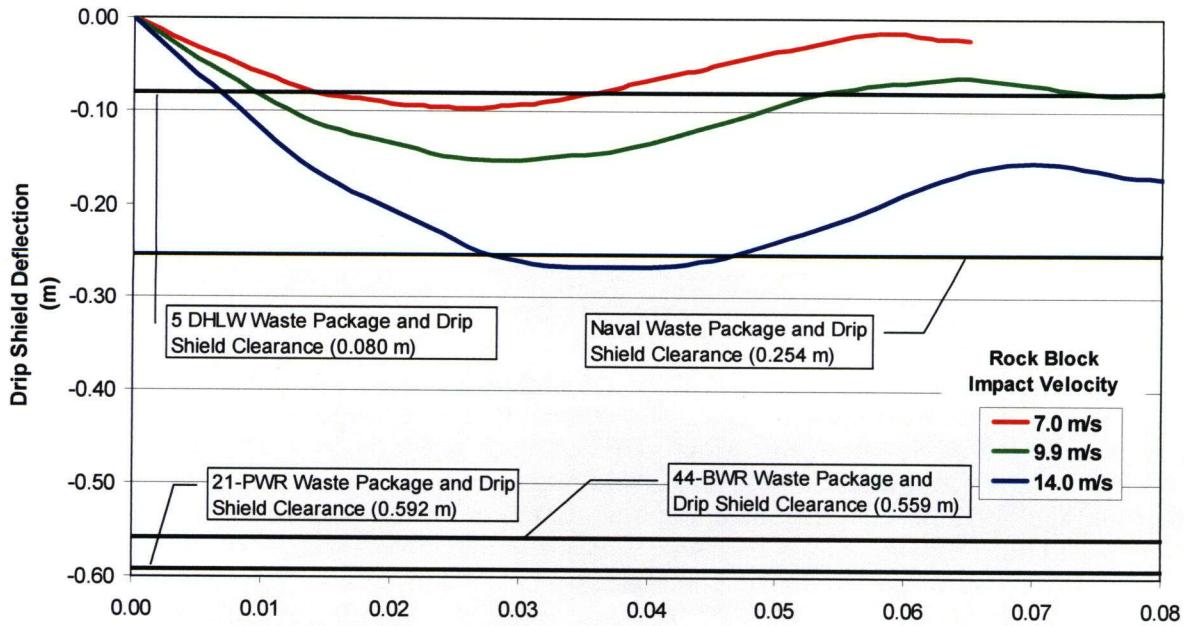 0.00
-0.10
-0.20
-0.30
-0.40
-0.50
-0.60
Drip Shield Deflection
(m)
5 DHLW Waste Package and Drip
Shield Clearance (0.080 m)
Naval Waste Package and Drip
Shield Clearance (0.254 m)
Rock Block
Impact Velocity
7.0 m/s
9.9 m/s
14.0 m/s
21-PWR Waste Package and Drip
Shield Clearance (0.592 m)
44-BWR Waste Package and
Drip Shield Clearance (0.559 m)
0.00 0.01 0.02 0.03 0.04 0.05 0.06 0.07 0.08